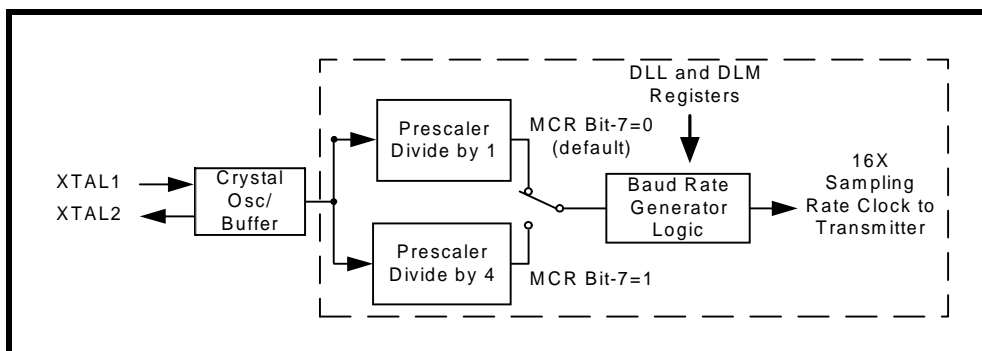 DLL and DLM
Registers
Prescaler
Divide by 1
MCR Bit-7=0
(default)
XTAL1
XTAL2
Crystal
Osc/
Buffer
Baud Rate
Generator
Logic
16X
Sampling
Rate Clock to
Transmitter
Prescaler
Divide by 4
MCR Bit-7=1